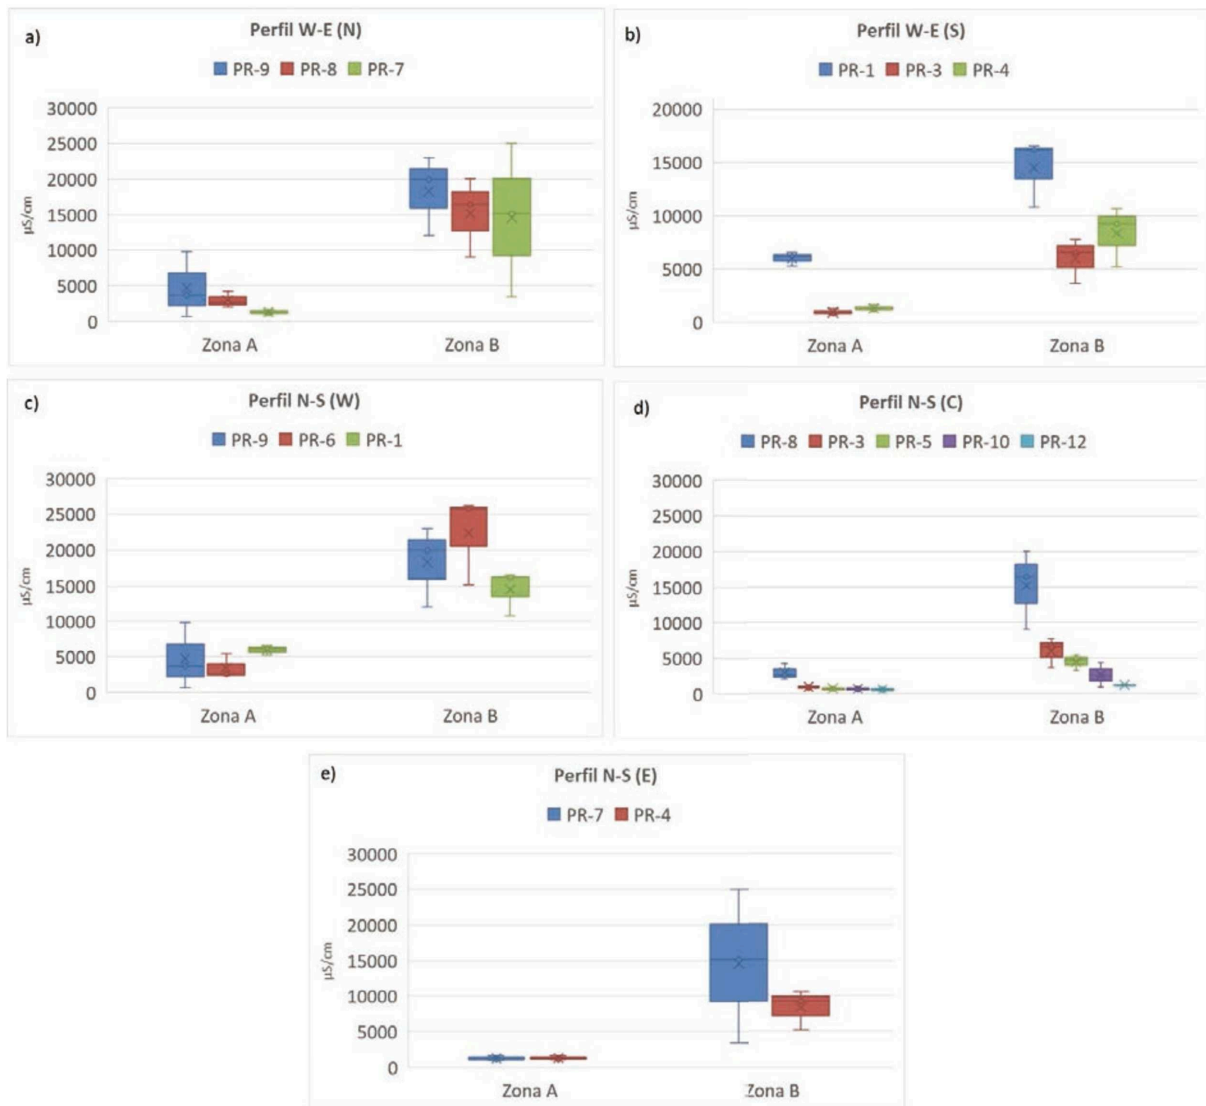 a)
Perfil W-E (N)
PR-9 PR-8 PR-7
30000
25000
20000
15000
10000
5000
0
µS/cm
Zona A Zona B
b)
Perfil W-E (S)
PR-1 PR-3 PR-4
20000
15000
10000
5000
0
µS/cm
Zona A Zona B
c)
Perfil N-S (W)
PR-9 PR-6 PR-1
30000
25000
20000
15000
10000
5000
0
µS/cm
Zona A Zona B
d)
Perfil N-S (C)
PR-8 PR-3 PR-5 PR-10 PR-12
30000
25000
20000
15000
10000
5000
0
µS/cm
Zona A Zona B
e)
Perfil N-S (E)
PR-7 PR-4
30000
25000
20000
15000
10000
5000
0
µS/cm
Zona A Zona B